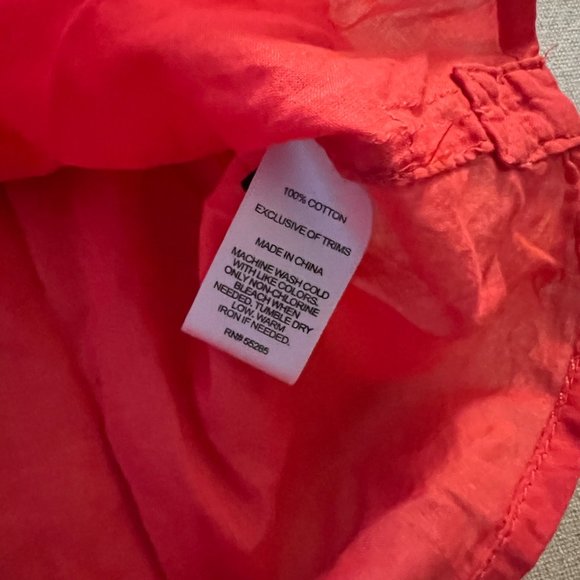 100% COTTON
EXCLUSIVE OF TRIMS
MADE IN CHINA
MACHINE WASH COLD
WITH LIKE COLORS.
ONLY NON-CHLORINE
BLEACH WHEN
NEEDED. TUMBLE DRY
LOW, WARM
IRON IF NEEDED.
RN# 55285